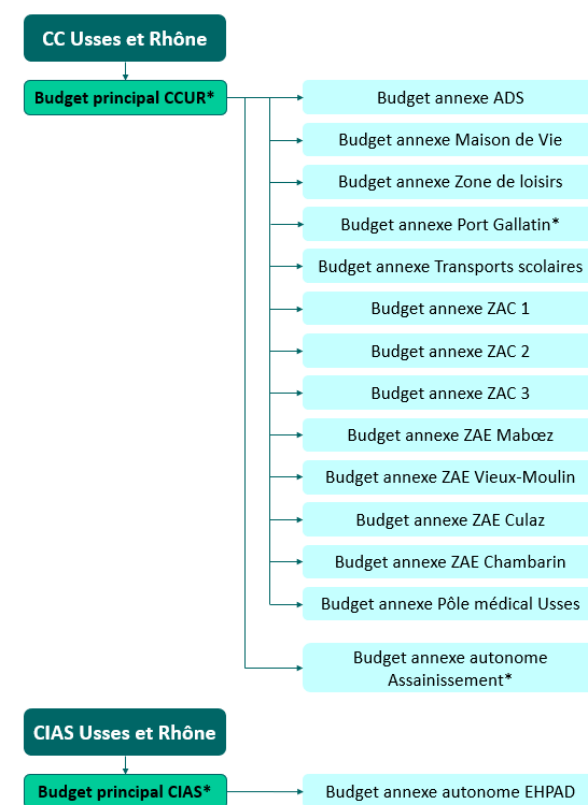 CC Usses et Rhône
Budget principal CCUR*
Budget annexe ADS
Budget annexe Maison de Vie
Budget annexe Zone de loisirs
Budget annexe Port Gallatin*
Budget annexe Transports scolaires
Budget annexe ZAC 1
Budget annexe ZAC 2
Budget annexe ZAC 3
Budget annexe ZAE Mabœz
Budget annexe ZAE Vieux-Moulin
Budget annexe ZAE Culaz
Budget annexe ZAE Chambarin
Budget annexe Pôle médical Usses
Budget annexe autonome
Assainissement*
CIAS Usses et Rhône
Budget principal CIAS*
Budget annexe autonome EHPAD